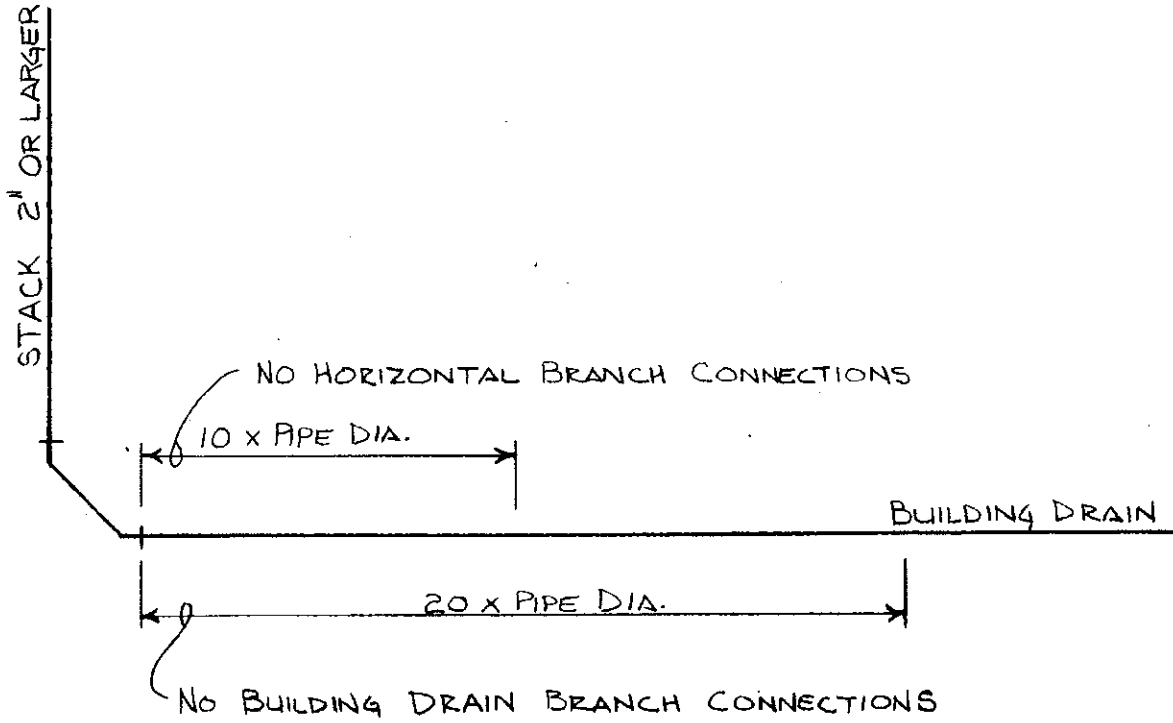 STACK 2" OR LARGER
NO HORIZONTAL BRANCH CONNECTIONS
10 x PIPE DIA.
BUILDING DRAIN
20 x PIPE DIA.
NO BUILDING DRAIN BRANCH CONNECTIONS